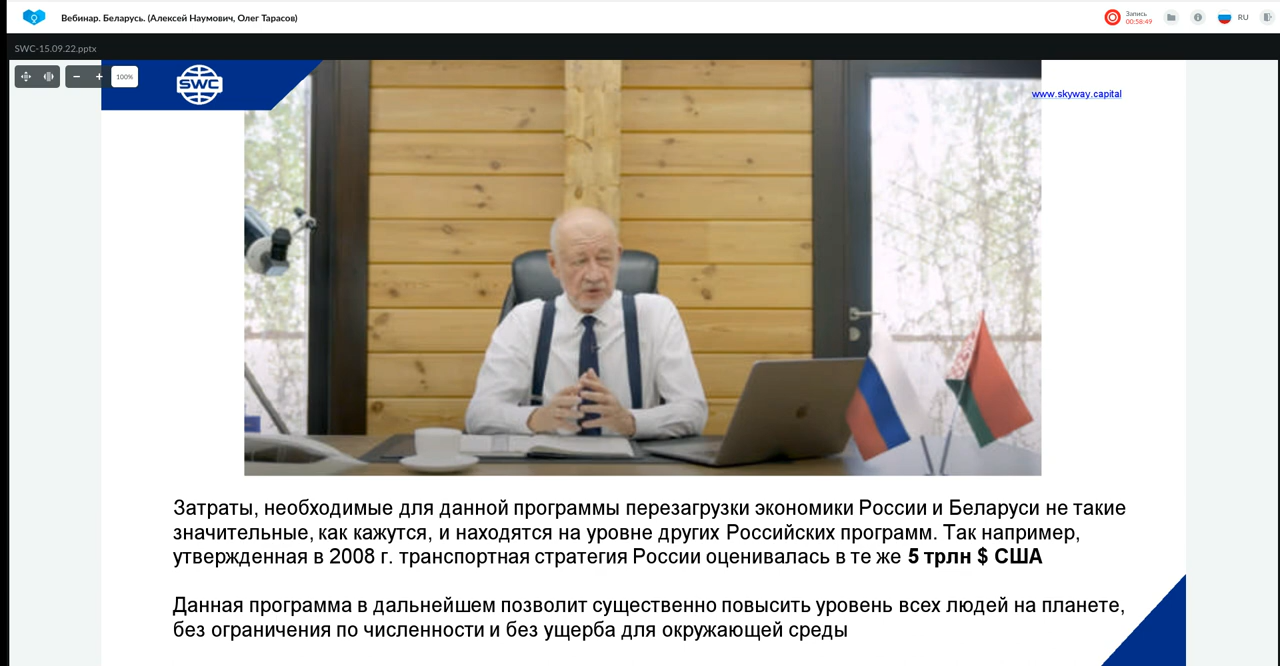 Вебинар. Беларусь. (Алексей Наумович, Олег Тарасов)
Запись
00:58:49
RU
SWC-15.09.22.pptx
100%
SWC
www.skyway.capital
Затраты, необходимые для данной программы перезагрузки экономики России и Беларуси не такие
значительные, как кажутся, и находятся на уровне других Российских программ. Так например,
утвержденная в 2008 г. транспортная стратегия России оценивалась в те же 5 трлн $ США
Данная программа в дальнейшем позволит существенно повысить уровень всех людей на планете,
без ограничения по численности и без ущерба для окружающей среды